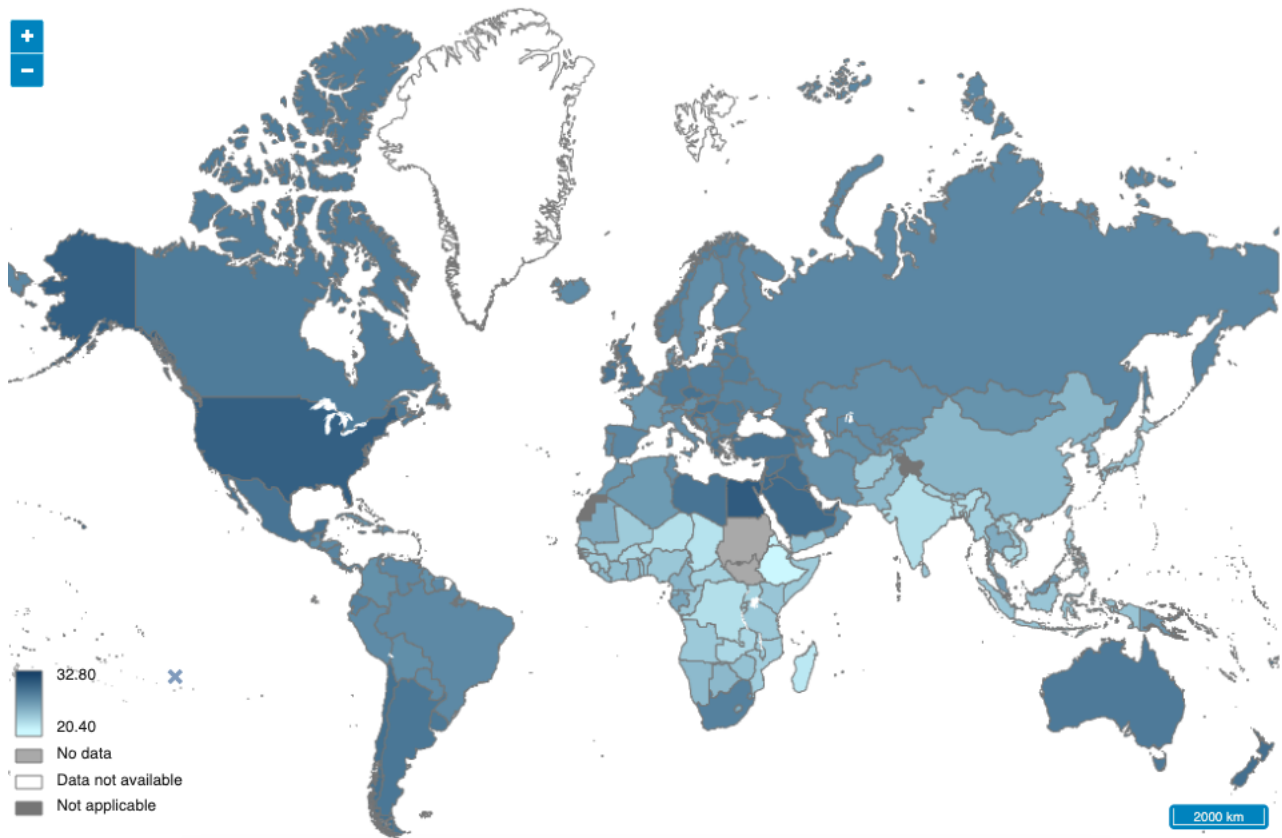 +
−
32.80
20.40
No data
Data not available
Not applicable
2000 km